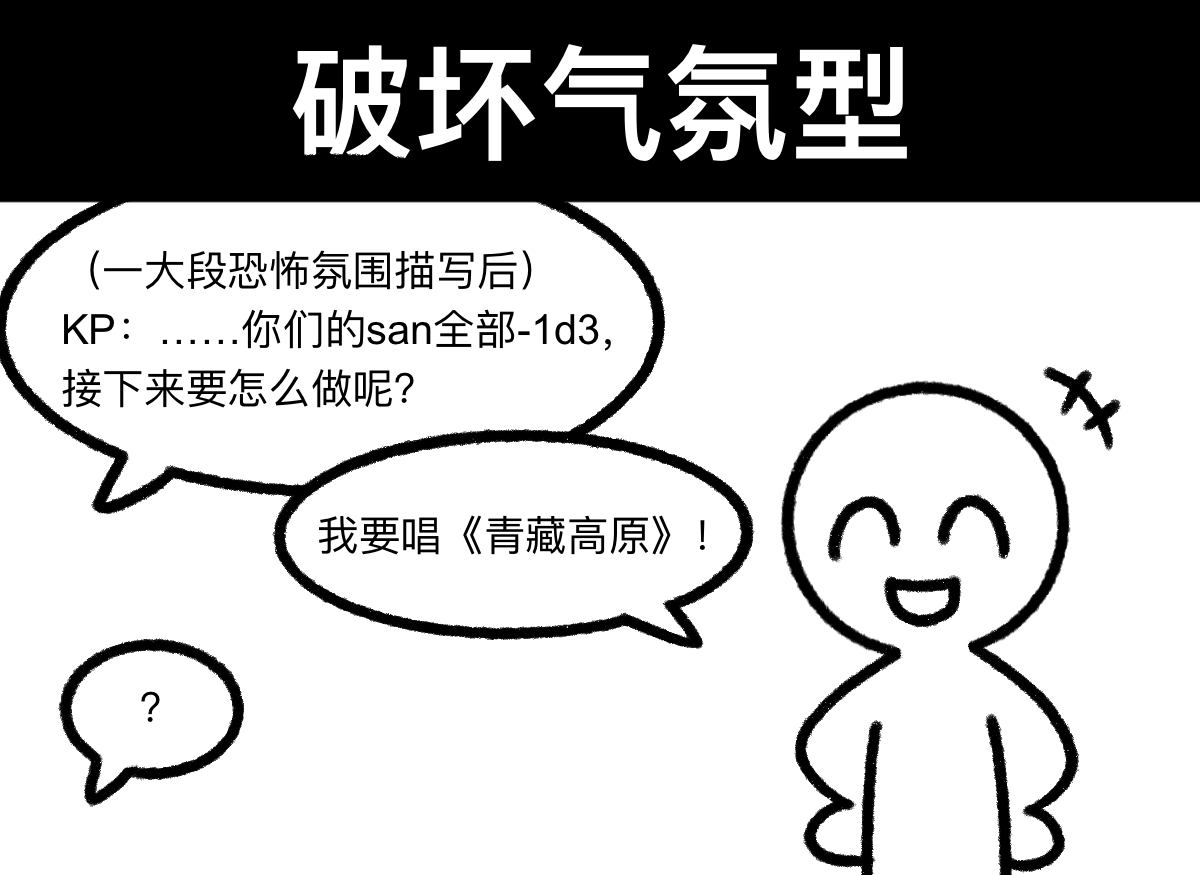 破坏气氛型
（一大段恐怖氛围描写后）
KP：……你们的san全部-1d3，
接下来要怎么做呢？
我要唱《青藏高原》！
？